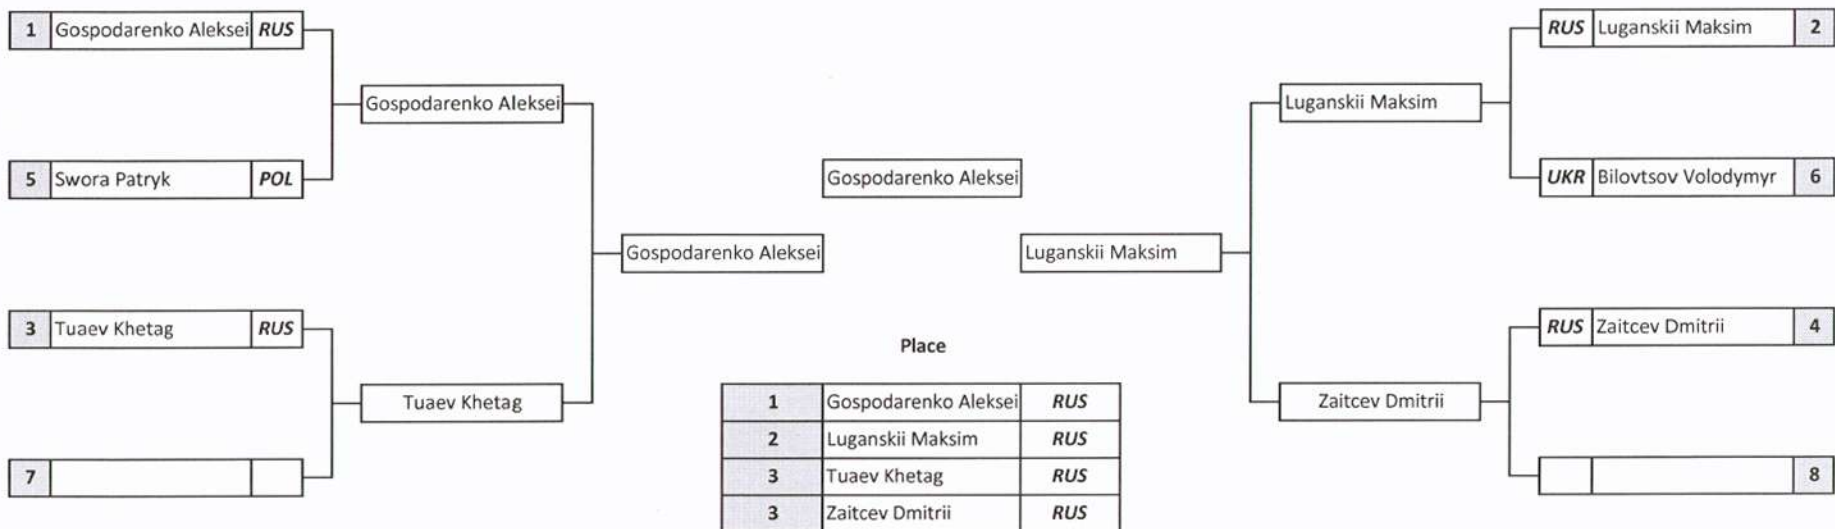 1 Gospodarenko Aleksei RUS
RUS Luganskii Maksim 2
Gospodarenko Aleksei
Luganskii Maksim
5 Swora Patryk POL
Gospodarenko Aleksei
UKR Bilovtsov Volodymyr 6
Gospodarenko Aleksei
Luganskii Maksim
3 Tuaev Khetag RUS
RUS Zaitcev Dmitrii 4
Place
Tuaev Khetag
1 Gospodarenko Aleksei RUS
Zaitcev Dmitrii
2 Luganskii Maksim RUS
7
3 Tuaev Khetag RUS
8
3 Zaitcev Dmitrii RUS